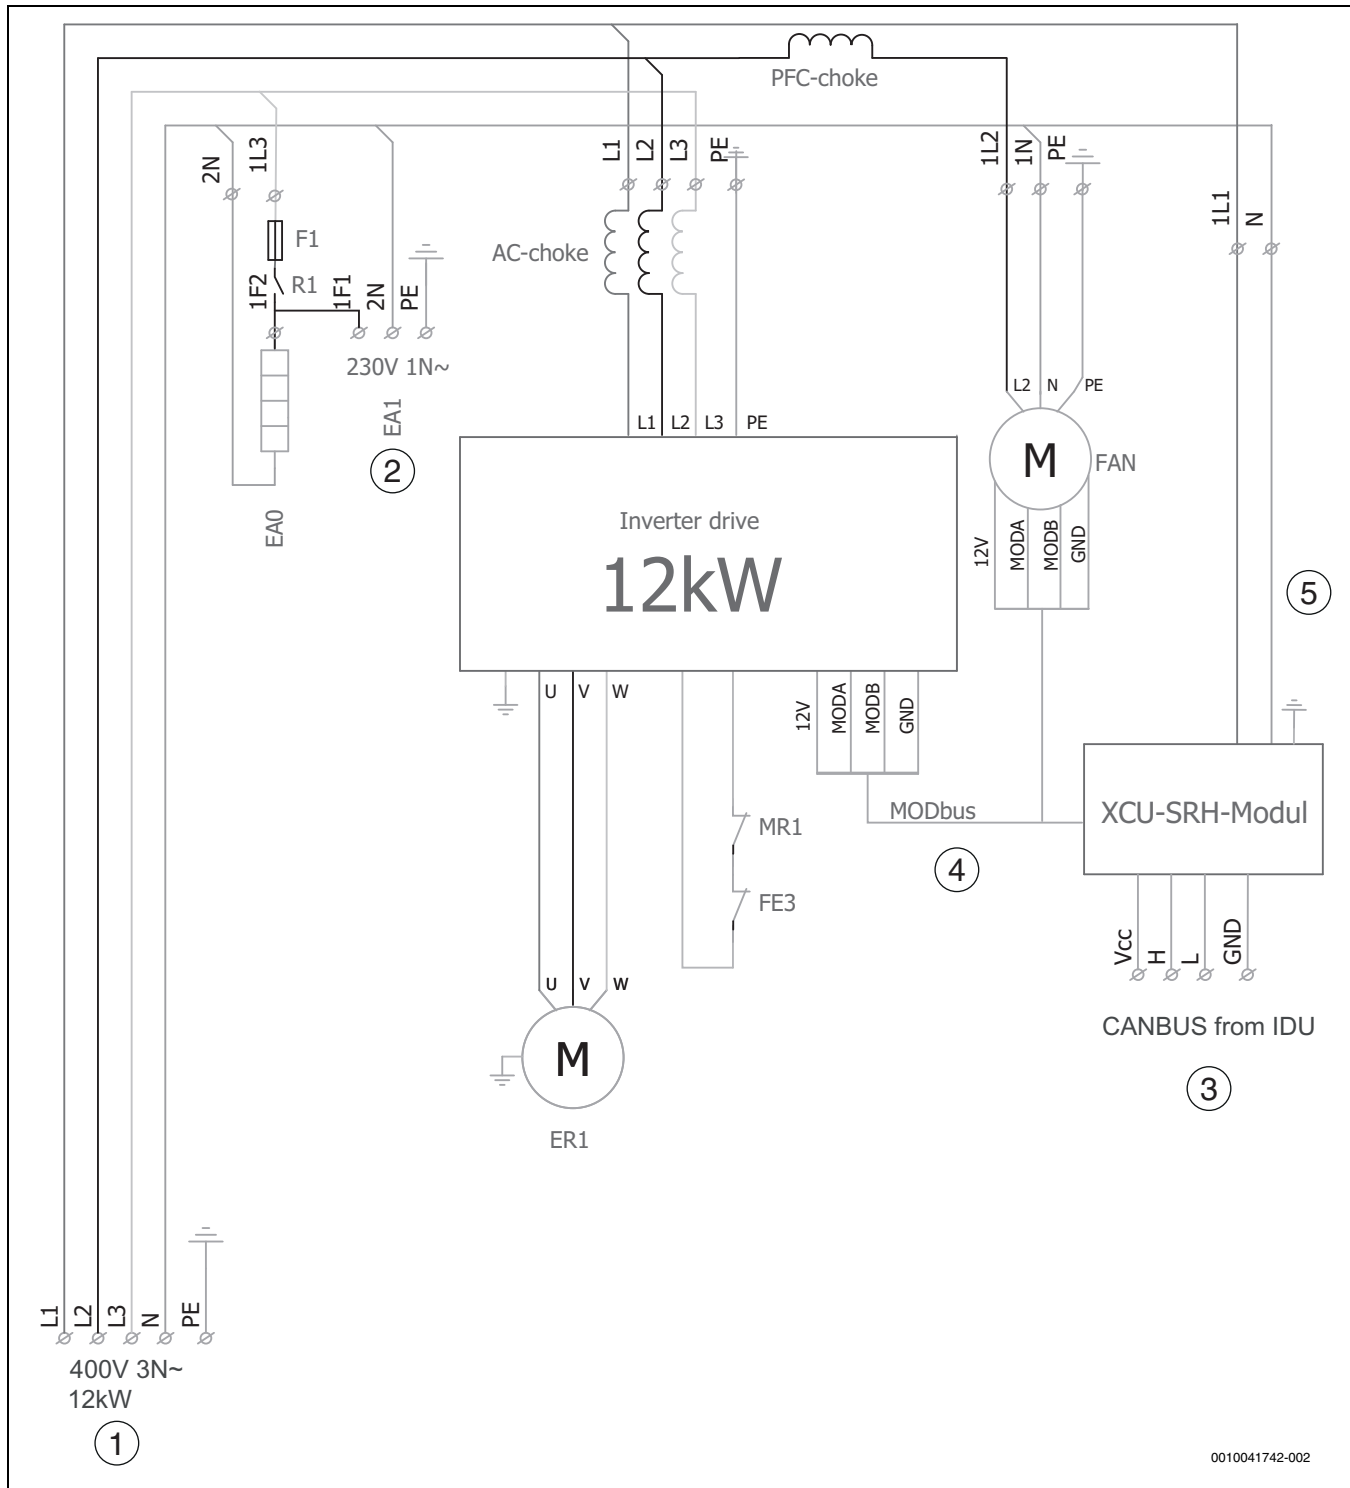 PFC-choke
2N
1L3
L1
L2
L3
PE
1L2
1N
PE
1L1
N
F1
R1
1F2
1F1
2N
PE
AC-choke
230V 1N~
EA1
2
EA0
L1
L2
L3
PE
L2
N
PE
M
FAN
Inverter drive
12kW
12V
MODA
MODB
GND
5
U
V
W
12V
MODA
MODB
GND
MODbus
4
XCU-SRH-Modul
MR1
FE3
Vcc
H
L
GND
CANBUS from IDU
3
U
V
W
M
ER1
L1
L2
L3
N
PE
400V 3N~
12kW
1
0010041742-002